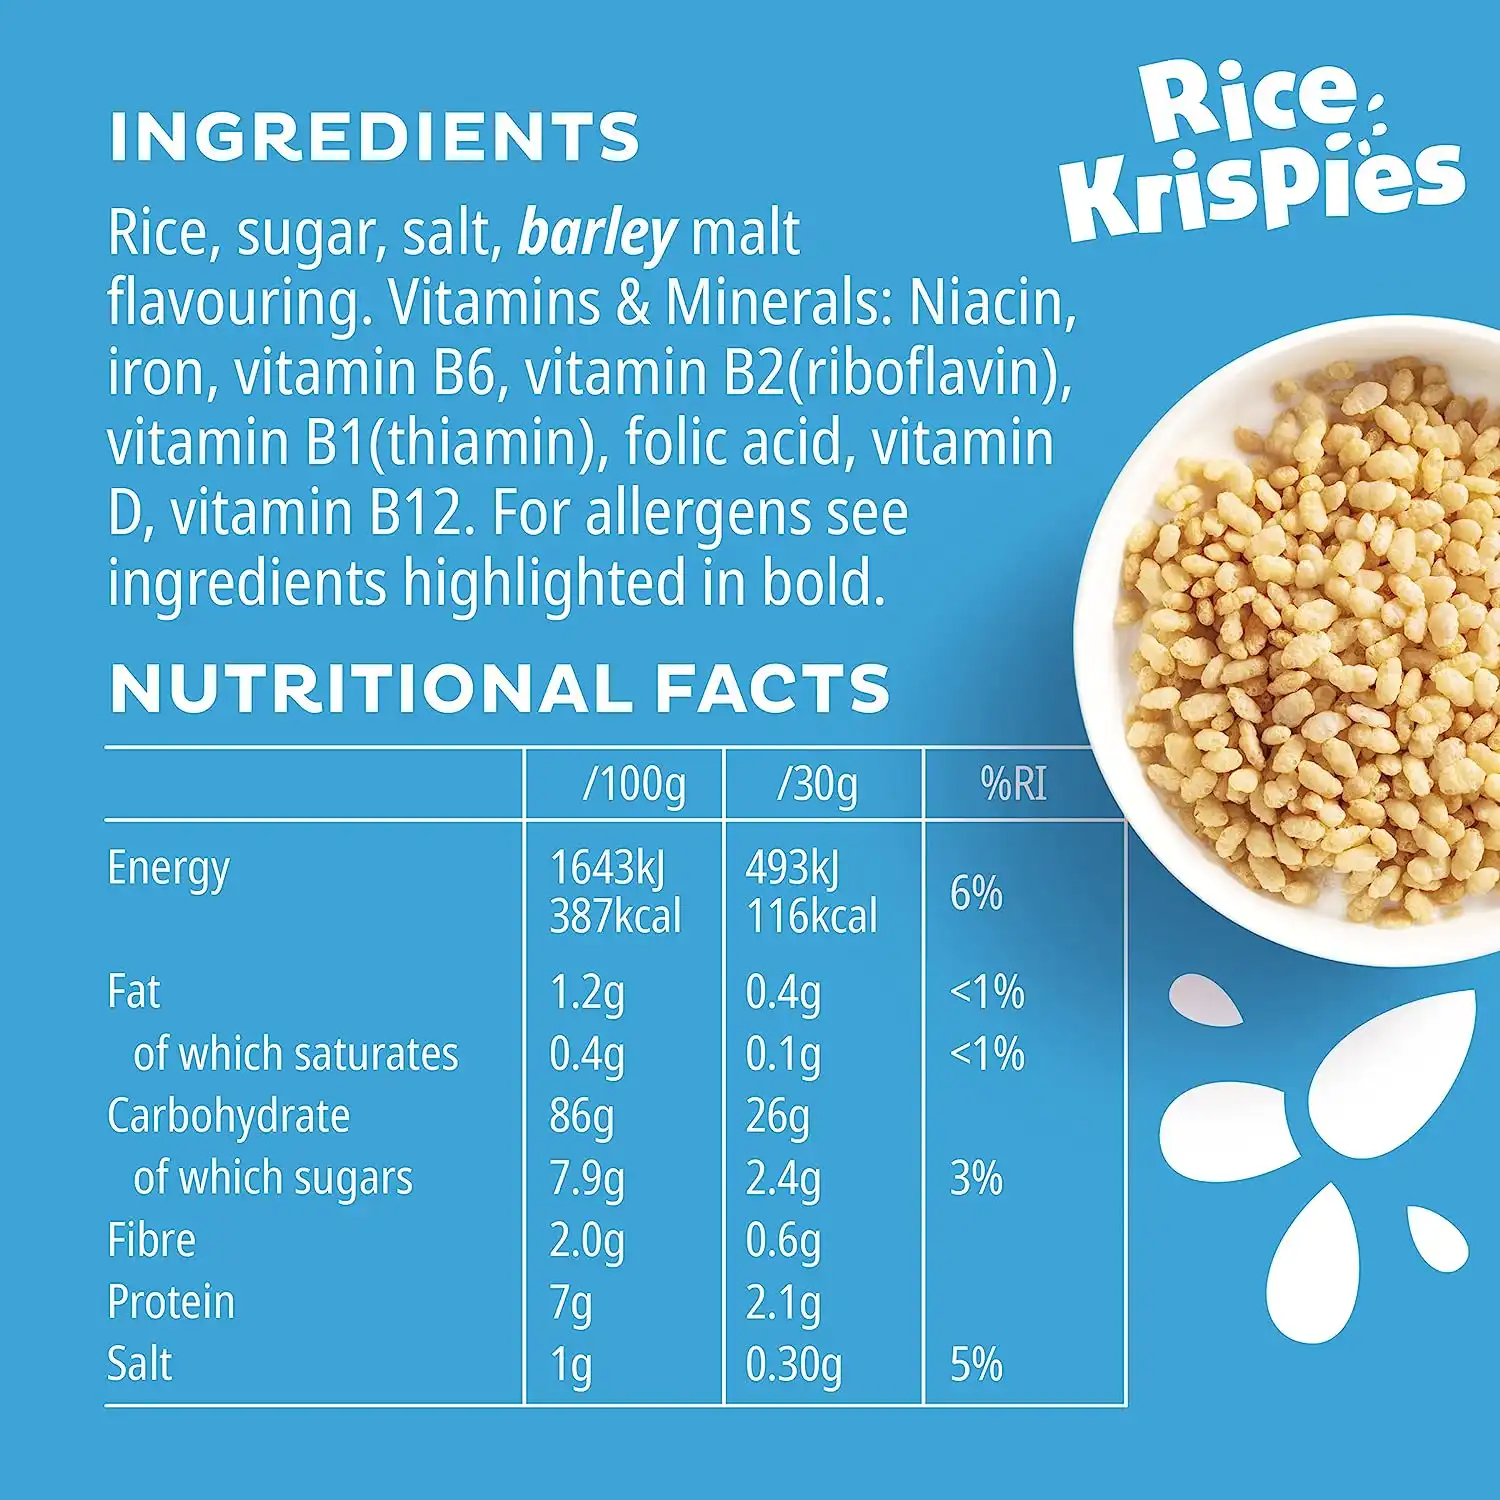 Rice
Krispies
INGREDIENTS
Rice, sugar, salt, barley malt
flavouring. Vitamins & Minerals: Niacin,
iron, vitamin B6, vitamin B2(riboflavin),
vitamin B1(thiamin), folic acid, vitamin
D, vitamin B12. For allergens see
ingredients highlighted in bold.
NUTRITIONAL FACTS
/100g /30g %RI
Energy 1643kJ 493kJ
387kcal 116kcal 6%
Fat 1.2g 0.4g <1%
of which saturates 0.4g 0.1g <1%
Carbohydrate 86g 26g
of which sugars 7.9g 2.4g 3%
Fibre 2.0g 0.6g
Protein 7g 2.1g
Salt 1g 0.30g 5%